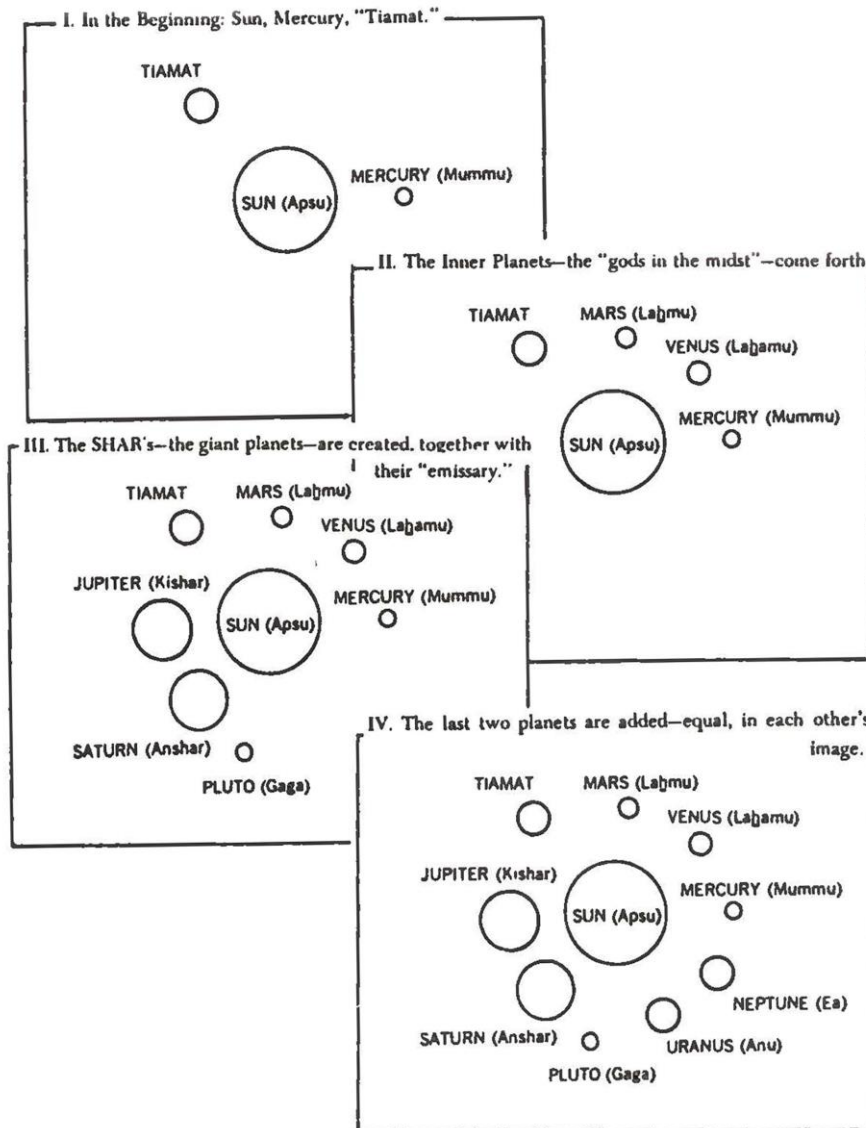 I. In the Beginning: Sun, Mercury, "Tiamat."
TIAMAT
MERCURY (Mummu)
SUN (Apsu)
II. The Inner Planets—the "gods in the midst"—come forth
TIAMAT
MARS (Laḫmu)
VENUS (Laḫamu)
MERCURY (Mummu)
SUN (Apsu)
III. The SHAR's—the giant planets—are created, together with
their "emissary."
TIAMAT
MARS (Laḫmu)
VENUS (Laḫamu)
JUPITER (Kishar)
MERCURY (Mummu)
SUN (Apsu)
SATURN (Anshar)
PLUTO (Gaga)
IV. The last two planets are added—equal, in each other's
image.
TIAMAT
MARS (Laḫmu)
VENUS (Laḫamu)
JUPITER (Kishar)
MERCURY (Mummu)
SUN (Apsu)
NEPTUNE (Ea)
SATURN (Anshar)
URANUS (Anu)
PLUTO (Gaga)